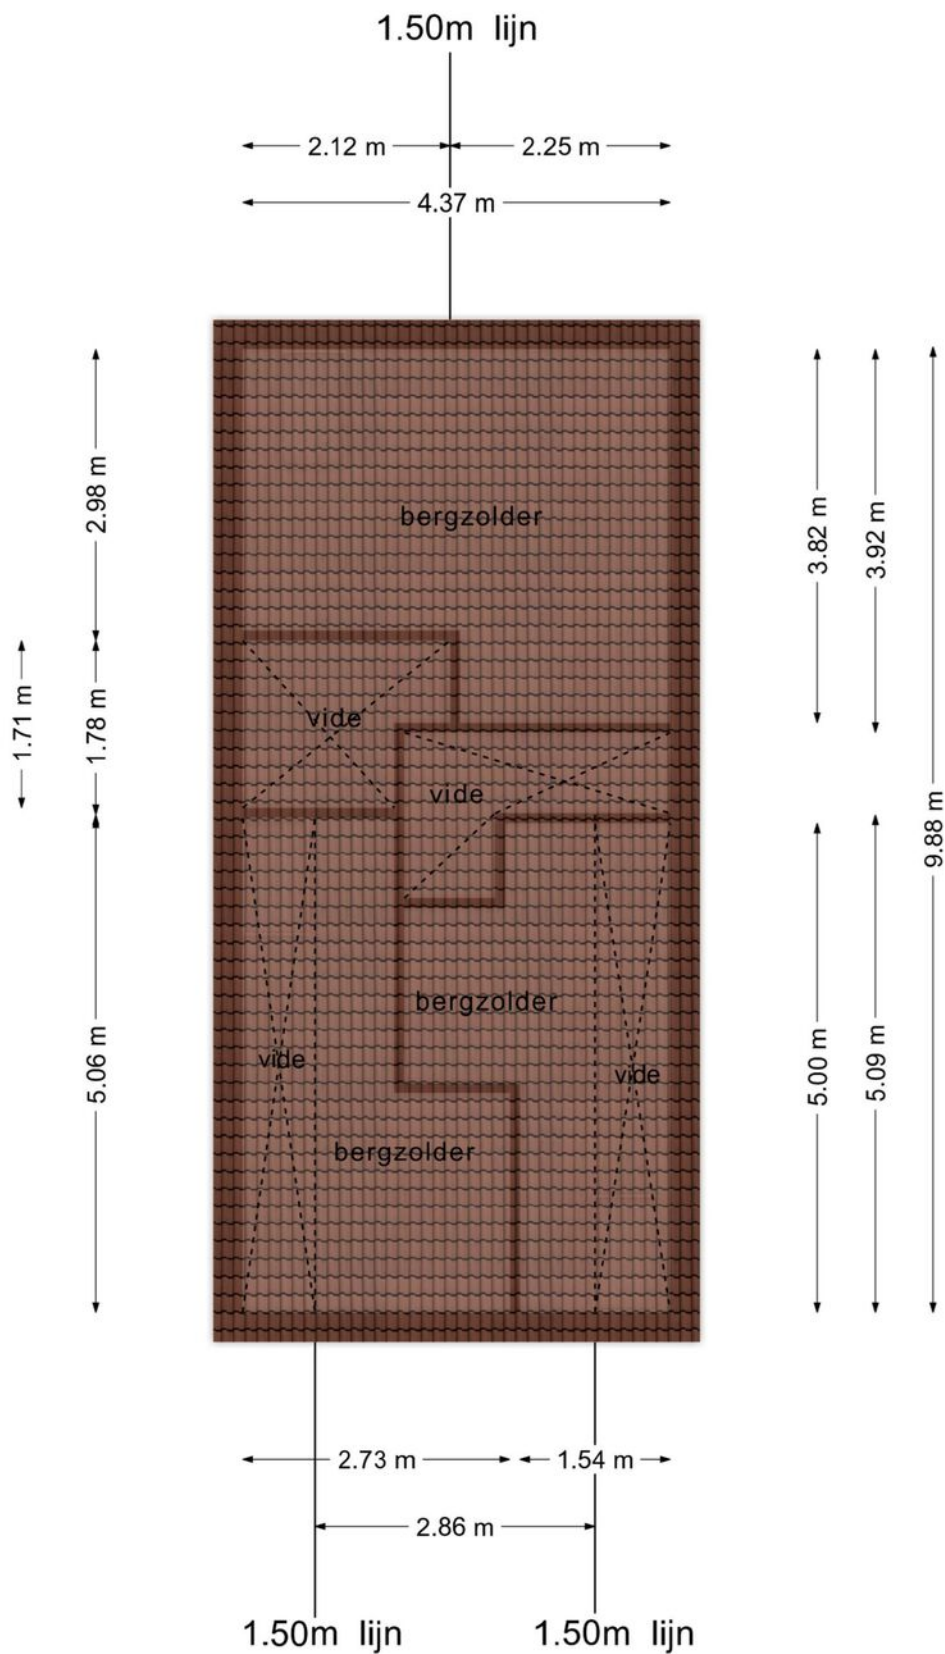 1.50m lijn
2.12 m
2.25 m
4.37 m
bergzolder
2.98 m
3.82 m
3.92 m
vide
1.71 m
1.78 m
vide
9.88 m
bergzolder
vide
vide
5.06 m
5.00 m
5.09 m
bergzolder
2.73 m
1.54 m
2.86 m
1.50m lijn
1.50m lijn